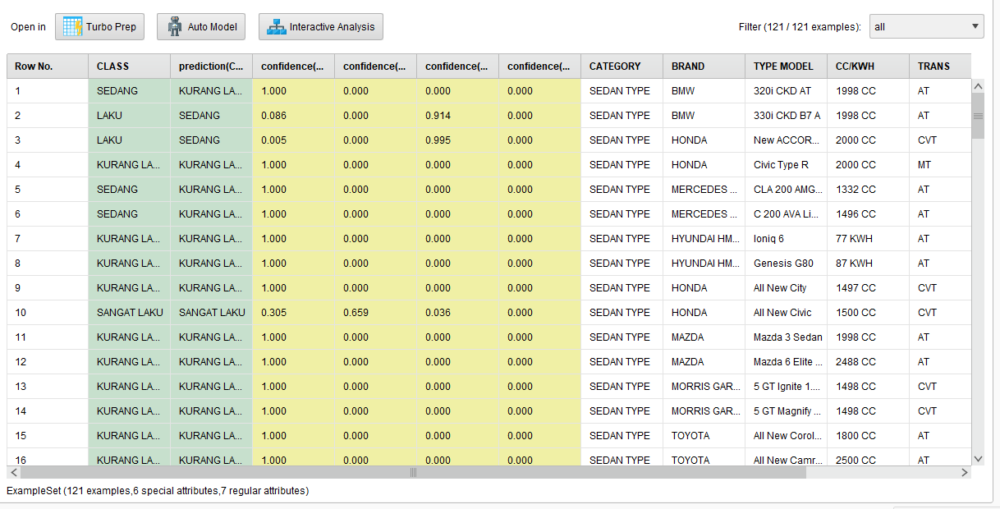 Open in Turbo Prep Auto Model Interactive Analysis Filter (121 / 121 examples): all
Row No. CLASS prediction(C... confidence(... confidence(... confidence(... confidence(... CATEGORY BRAND TYPE MODEL CC/KWH TRANS
1 SEDANG KURANG LA... 1.000 0.000 0.000 0.000 SEDAN TYPE BMW 320i CKD AT 1998 CC AT
2 LAKU SEDANG 0.086 0.000 0.914 0.000 SEDAN TYPE BMW 330i CKD B7 A 1998 CC AT
3 LAKU SEDANG 0.005 0.000 0.995 0.000 SEDAN TYPE HONDA New ACCOR... 2000 CC CVT
4 KURANG LA... KURANG LA... 1.000 0.000 0.000 0.000 SEDAN TYPE HONDA Civic Type R 2000 CC MT
5 SEDANG KURANG LA... 1.000 0.000 0.000 0.000 SEDAN TYPE MERCEDES ... CLA 200 AMG... 1332 CC AT
6 SEDANG KURANG LA... 1.000 0.000 0.000 0.000 SEDAN TYPE MERCEDES ... C 200 AVA Li... 1496 CC AT
7 KURANG LA... KURANG LA... 1.000 0.000 0.000 0.000 SEDAN TYPE HYUNDAI HM... Ioniq 6 77 KWH AT
8 KURANG LA... KURANG LA... 1.000 0.000 0.000 0.000 SEDAN TYPE HYUNDAI HM... Genesis G80 87 KWH AT
9 KURANG LA... KURANG LA... 1.000 0.000 0.000 0.000 SEDAN TYPE HONDA All New City 1497 CC CVT
10 SANGAT LAKU SANGAT LAKU 0.305 0.659 0.036 0.000 SEDAN TYPE HONDA All New Civic 1500 CC CVT
11 KURANG LA... KURANG LA... 1.000 0.000 0.000 0.000 SEDAN TYPE MAZDA Mazda 3 Sedan 1998 CC AT
12 KURANG LA... KURANG LA... 1.000 0.000 0.000 0.000 SEDAN TYPE MAZDA Mazda 6 Elite ... 2488 CC AT
13 KURANG LA... KURANG LA... 1.000 0.000 0.000 0.000 SEDAN TYPE MORRIS GAR... 5 GT Ignite 1.... 1498 CC CVT
14 KURANG LA... KURANG LA... 1.000 0.000 0.000 0.000 SEDAN TYPE MORRIS GAR... 5 GT Magnify ... 1498 CC CVT
15 KURANG LA... KURANG LA... 1.000 0.000 0.000 0.000 SEDAN TYPE TOYOTA All New Corol... 1800 CC AT
16 KURANG LA... KURANG LA... 1.000 0.000 0.000 0.000 SEDAN TYPE TOYOTA All New Camr... 2500 CC AT
ExampleSet (121 examples,6 special attributes,7 regular attributes)